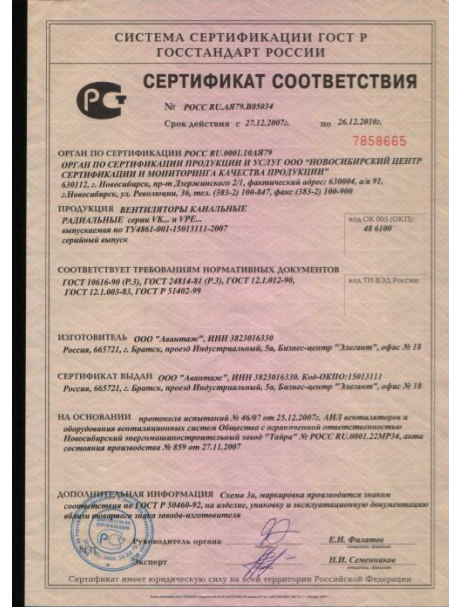 СИСТЕМА СЕРТИФИКАЦИИ ГОСТ Р
ГОССТАНДАРТ РОССИИ
СЕРТИФИКАТ СООТВЕТСТВИЯ
№ РОСС RU.АЯ79.В05034
Срок действия с 27.12.2007г. по 26.12.2010г.
7858665
ОРГАН ПО СЕРТИФИКАЦИИ РОСС RU.0001.10АЯ79
ОРГАН ПО СЕРТИФИКАЦИИ ПРОДУКЦИИ И УСЛУГ ООО "НОВОСИБИРСКИЙ ЦЕНТР
СЕРТИФИКАЦИИ И МОНИТОРИНГА КАЧЕСТВА ПРОДУКЦИИ"
630112, г. Новосибирск, пр-т Дзержинского 2/1, фактический адрес: 630004, а/я 91,
г.Новосибирск, ул. Революции, 36, тел. (383-2) 100-847, факс (383-2) 100-900
ПРОДУКЦИЯ ВЕНТИЛЯТОРЫ КАНАЛЬНЫЕ
РАДИАЛЬНЫЕ серии VK... и VPE...
выпускаемая по ТУ4861-001-15013111-2007
серийный выпуск
код ОК 005 (ОКП):
48 6100
СООТВЕТСТВУЕТ ТРЕБОВАНИЯМ НОРМАТИВНЫХ ДОКУМЕНТОВ
ГОСТ 10616-90 (Р.3), ГОСТ 24814-81 (Р.3), ГОСТ 12.1.012-90,
ГОСТ 12.1.003-83, ГОСТ Р 51402-99
код ТН ВЭД России:
ИЗГОТОВИТЕЛЬ ООО "Авантаж", ИНН 3823016330
Россия, 665721, г. Братск, проезд Индустриальный, 5а, Бизнес-центр "Элегант", офис № 18
СЕРТИФИКАТ ВЫДАН ООО "Авантаж", ИНН 3823016330. Код-ОКПО:15013111
Россия, 665721, г. Братск, проезд Индустриальный, 5а, Бизнес-центр "Элегант", офис № 18
НА ОСНОВАНИИ протокола испытаний № 46/07 от 25.12.2007г. АИЛ вентиляторов и
оборудования вентиляционных систем Общества с ограниченной ответственностью
Новосибирский энергомашиностроительный завод "Тайра" № РОСС RU.0001.22МР34, акта
состояния производства № 859 от 27.11.2007
ДОПОЛНИТЕЛЬНАЯ ИНФОРМАЦИЯ Схема 3а, маркировка производится знаком
соответствия по ГОСТ Р 50460-92, на изделие, упаковку и эксплуатационную документацию
вблизи товарного знака завода-изготовителя
Руководитель органа
Е.И. Филатов
Эксперт
Н.И. Семенников
Сертификат имеет юридическую силу на всей территории Российской Федерации